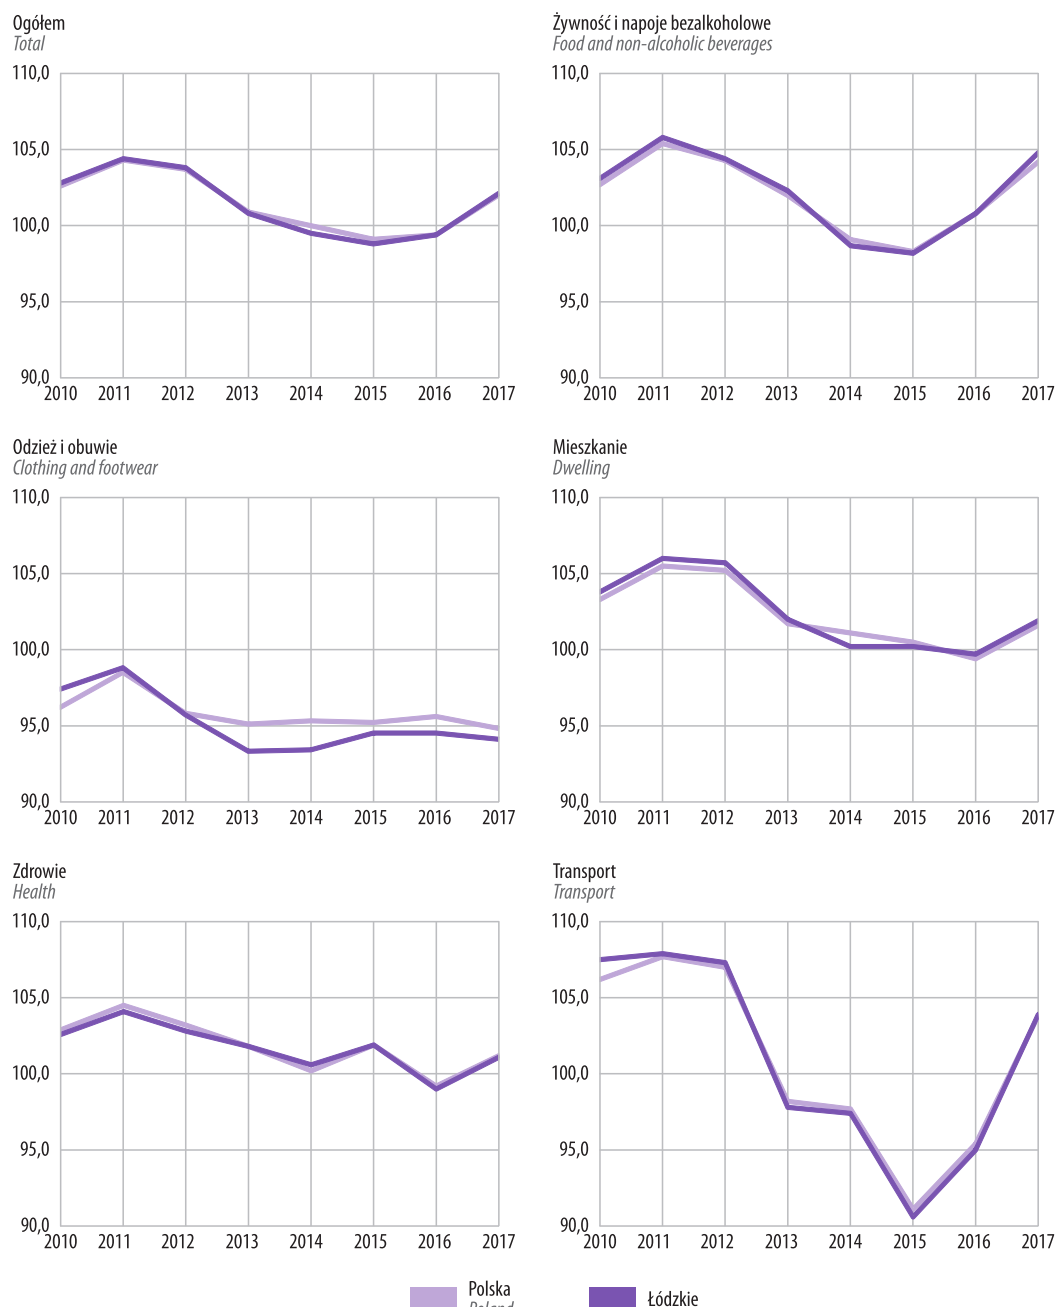 Ogółem
Total
110,0
105,0
100,0
95,0
90,0
2010 2011 2012 2013 2014 2015 2016 2017
Żywność i napoje bezalkoholowe
Food and non-alcoholic beverages
110,0
105,0
100,0
95,0
90,0
2010 2011 2012 2013 2014 2015 2016 2017
Odzież i obuwie
Clothing and footwear
110,0
105,0
100,0
95,0
90,0
2010 2011 2012 2013 2014 2015 2016 2017
Mieszkanie
Dwelling
110,0
105,0
100,0
95,0
90,0
2010 2011 2012 2013 2014 2015 2016 2017
Zdrowie
Health
110,0
105,0
100,0
95,0
90,0
2010 2011 2012 2013 2014 2015 2016 2017
Transport
Transport
110,0
105,0
100,0
95,0
90,0
2010 2011 2012 2013 2014 2015 2016 2017
Polska
Poland
Łódzkie